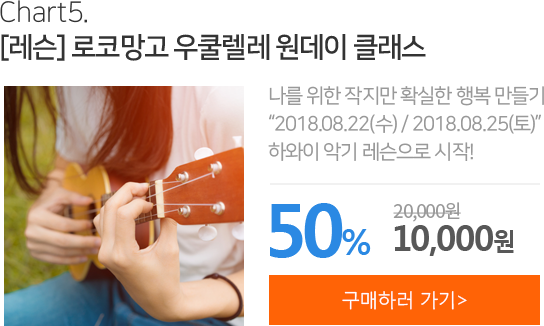 Chart5.
[레슨] 로코망고 우쿨렐레 원데이 클래스
나를 위한 작지만 확실한 행복 만들기
“2018.08.22(수) / 2018.08.25(토)”
하와이 악기 레슨으로 시작!
50%
20,000원
10,000원
구매하러 가기>